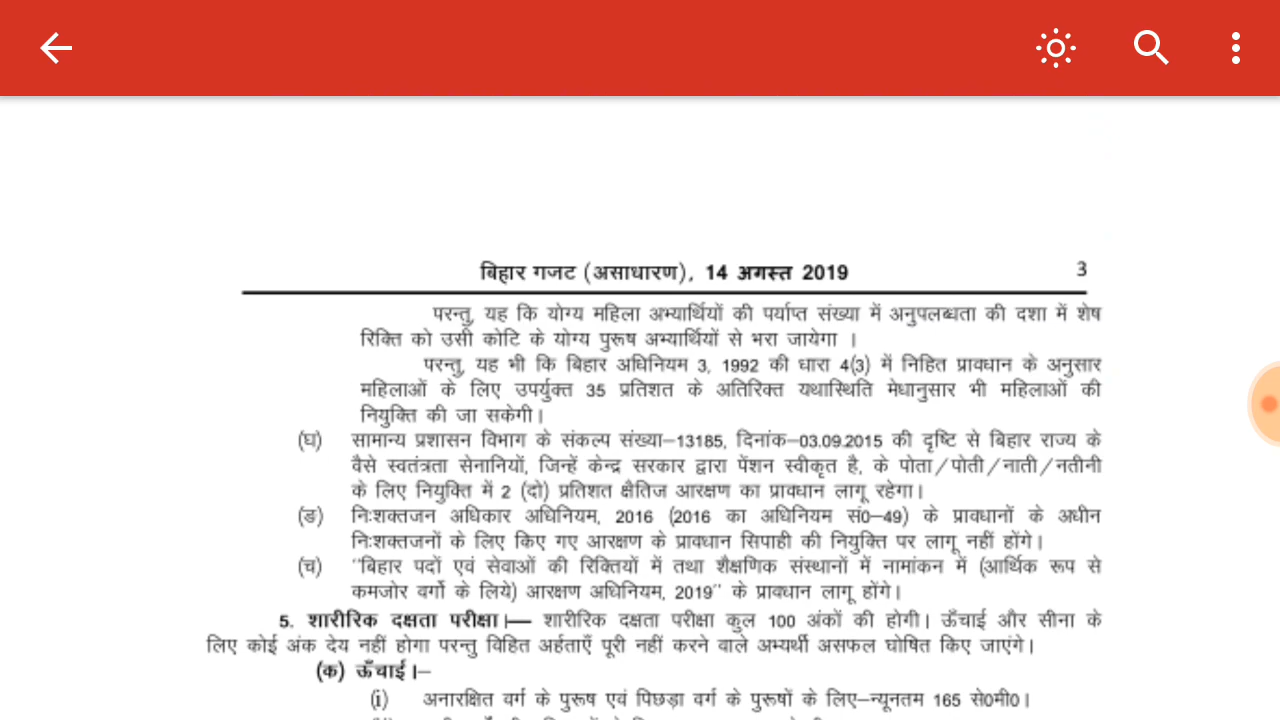 बिहार गजट (असाधारण), 14 अगस्त 2019
3
परन्तु, यह कि योग्य महिला अभ्यार्थियों की पर्याप्त संख्या में अनुपलब्धता की दशा में शेष
रिक्ति को उसी कोटि के योग्य पुरूष अभ्यार्थियों से भरा जायेगा ।
परन्तु, यह भी कि बिहार अधिनियम 3, 1992 की धारा 4(3) में निहित प्रावधान के अनुसार
महिलाओं के लिए उपर्युक्त 35 प्रतिशत के अतिरिक्त यथास्थिति मेधानुसार भी महिलाओं की
नियुक्ति की जा सकेगी।
(घ) सामान्य प्रशासन विभाग के संकल्प संख्या–13185, दिनांक–03.09.2015 की दृष्टि से बिहार राज्य के
वैसे स्वतंत्रता सेनानियों, जिन्हें केन्द्र सरकार द्वारा पेंशन स्वीकृत है, के पोता/पोती/नाती/नतीनी
के लिए नियुक्ति में 2 (दो) प्रतिशत क्षैतिज आरक्षण का प्रावधान लागू रहेगा।
(ङ) निःशक्तजन अधिकार अधिनियम, 2016 (2016 का अधिनियम सं0–49) के प्रावधानों के अधीन
निःशक्तजनों के लिए किए गए आरक्षण के प्रावधान सिपाही की नियुक्ति पर लागू नहीं होंगे।
(च) "बिहार पदों एवं सेवाओं की रिक्तियों में तथा शैक्षणिक संस्थानों में नामांकन में (आर्थिक रूप से
कमजोर वर्गो के लिये) आरक्षण अधिनियम, 2019" के प्रावधान लागू होंगे।
5. शारीरिक दक्षता परीक्षा।— शारीरिक दक्षता परीक्षा कुल 100 अंकों की होगी। ऊँचाई और सीना के
लिए कोई अंक देय नहीं होगा परन्तु विहित अर्हताएँ पूरी नहीं करने वाले अभ्यर्थी असफल घोषित किए जाएंगे।
(क) ऊँचाई।–
(i) अनारक्षित वर्ग के पुरूष एवं पिछड़ा वर्ग के पुरूषों के लिए–न्यूनतम 165 से0मी0।